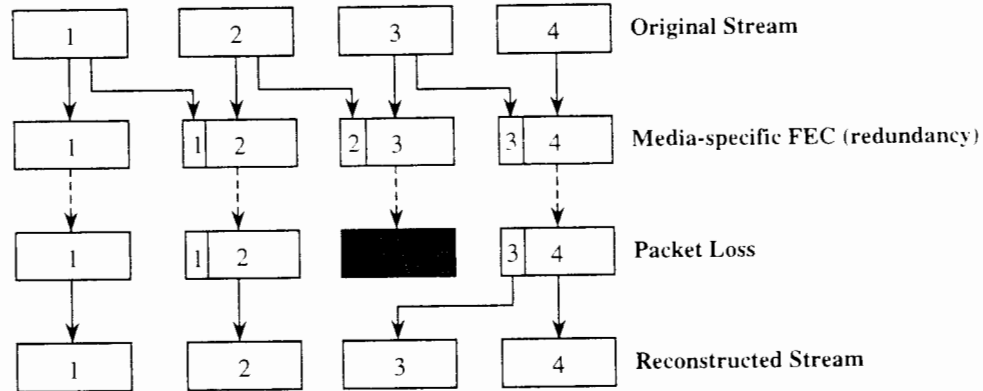 1 2 3 4 Original Stream
1 1 2 2 3 3 4 Media-specific FEC (redundancy)
1 1 2 3 4 Packet Loss
1 2 3 4 Reconstructed Stream